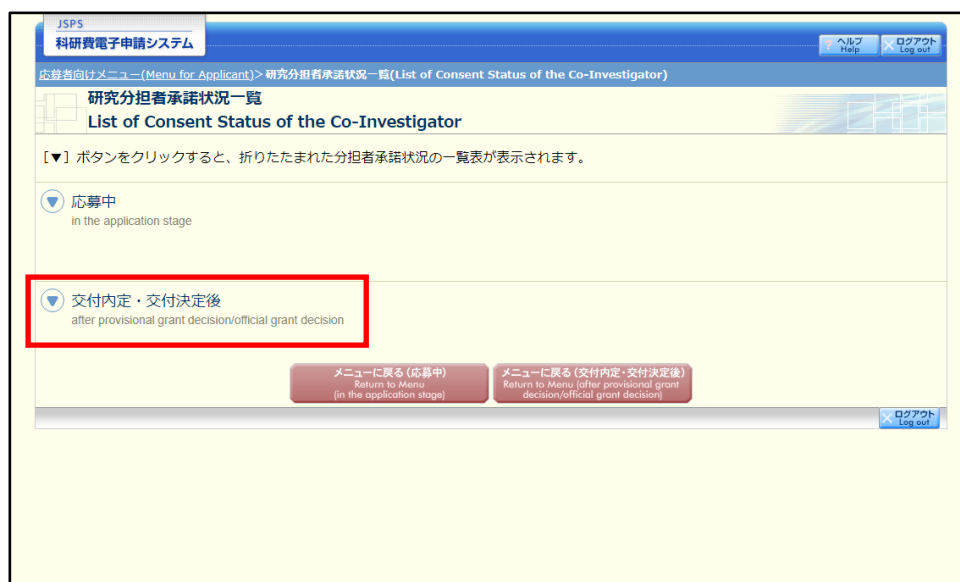 JSPS
科研費電子申請システム
ヘルプ
Help
ログアウト
Log out
応募者向けメニュー(Menu for Applicant)>研究分担者承諾状況一覧(List of Consent Status of the Co-Investigator)
研究分担者承諾状況一覧
List of Consent Status of the Co-Investigator
[▼] ボタンをクリックすると、折りたたまれた分担者承諾状況の一覧表が表示されます。
応募中
in the application stage
交付内定・交付決定後
after provisional grant decision/official grant decision
メニューに戻る(応募中)
Return to Menu
(in the application stage)
メニューに戻る(交付内定・交付決定後)
Return to Menu (after provisional grant
decision/official grant decision)
ログアウト
Log out